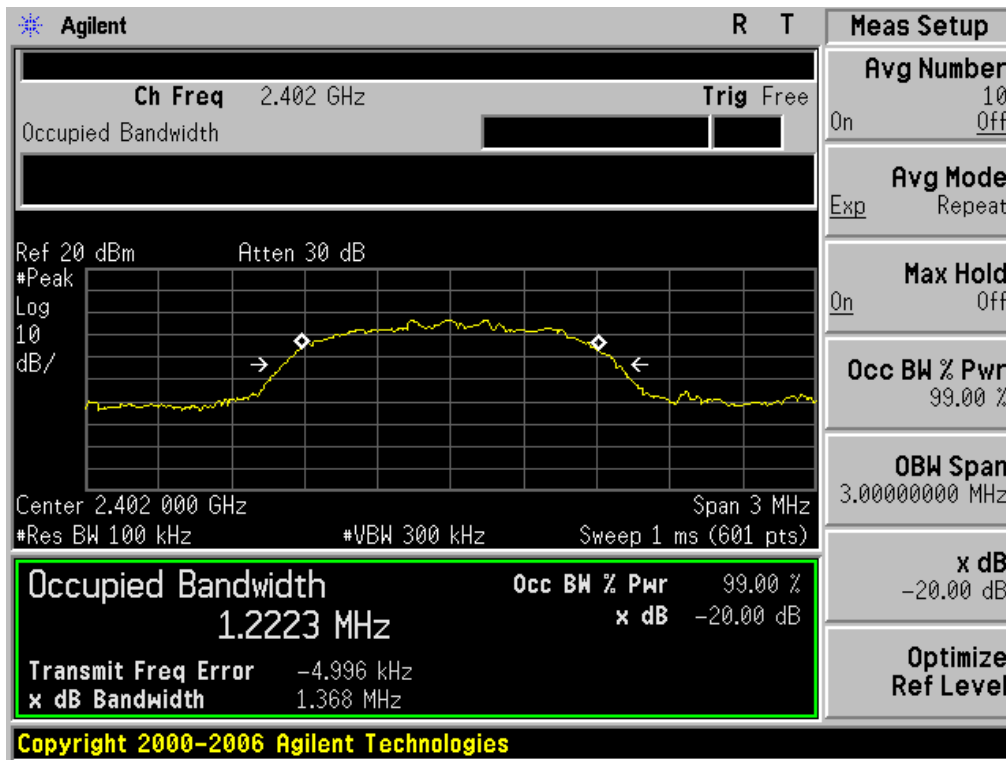 Agilent R T
Ch Freq 2.402 GHz Trig Free
Occupied Bandwidth
Ref 20 dBm Atten 30 dB
#Peak
Log
10
dB/
Center 2.402 000 GHz Span 3 MHz
#Res BW 100 kHz #VBW 300 kHz Sweep 1 ms (601 pts)
Occupied Bandwidth Occ BW % Pwr 99.00 %
1.2223 MHz x dB -20.00 dB
Transmit Freq Error -4.996 kHz
x dB Bandwidth 1.368 MHz
Copyright 2000-2006 Agilent Technologies
Meas Setup
Avg Number
10
On Off
Avg Mode
Exp Repeat
Max Hold
On Off
Occ BW % Pwr
99.00 %
OBW Span
3.00000000 MHz
x dB
-20.00 dB
Optimize
Ref Level